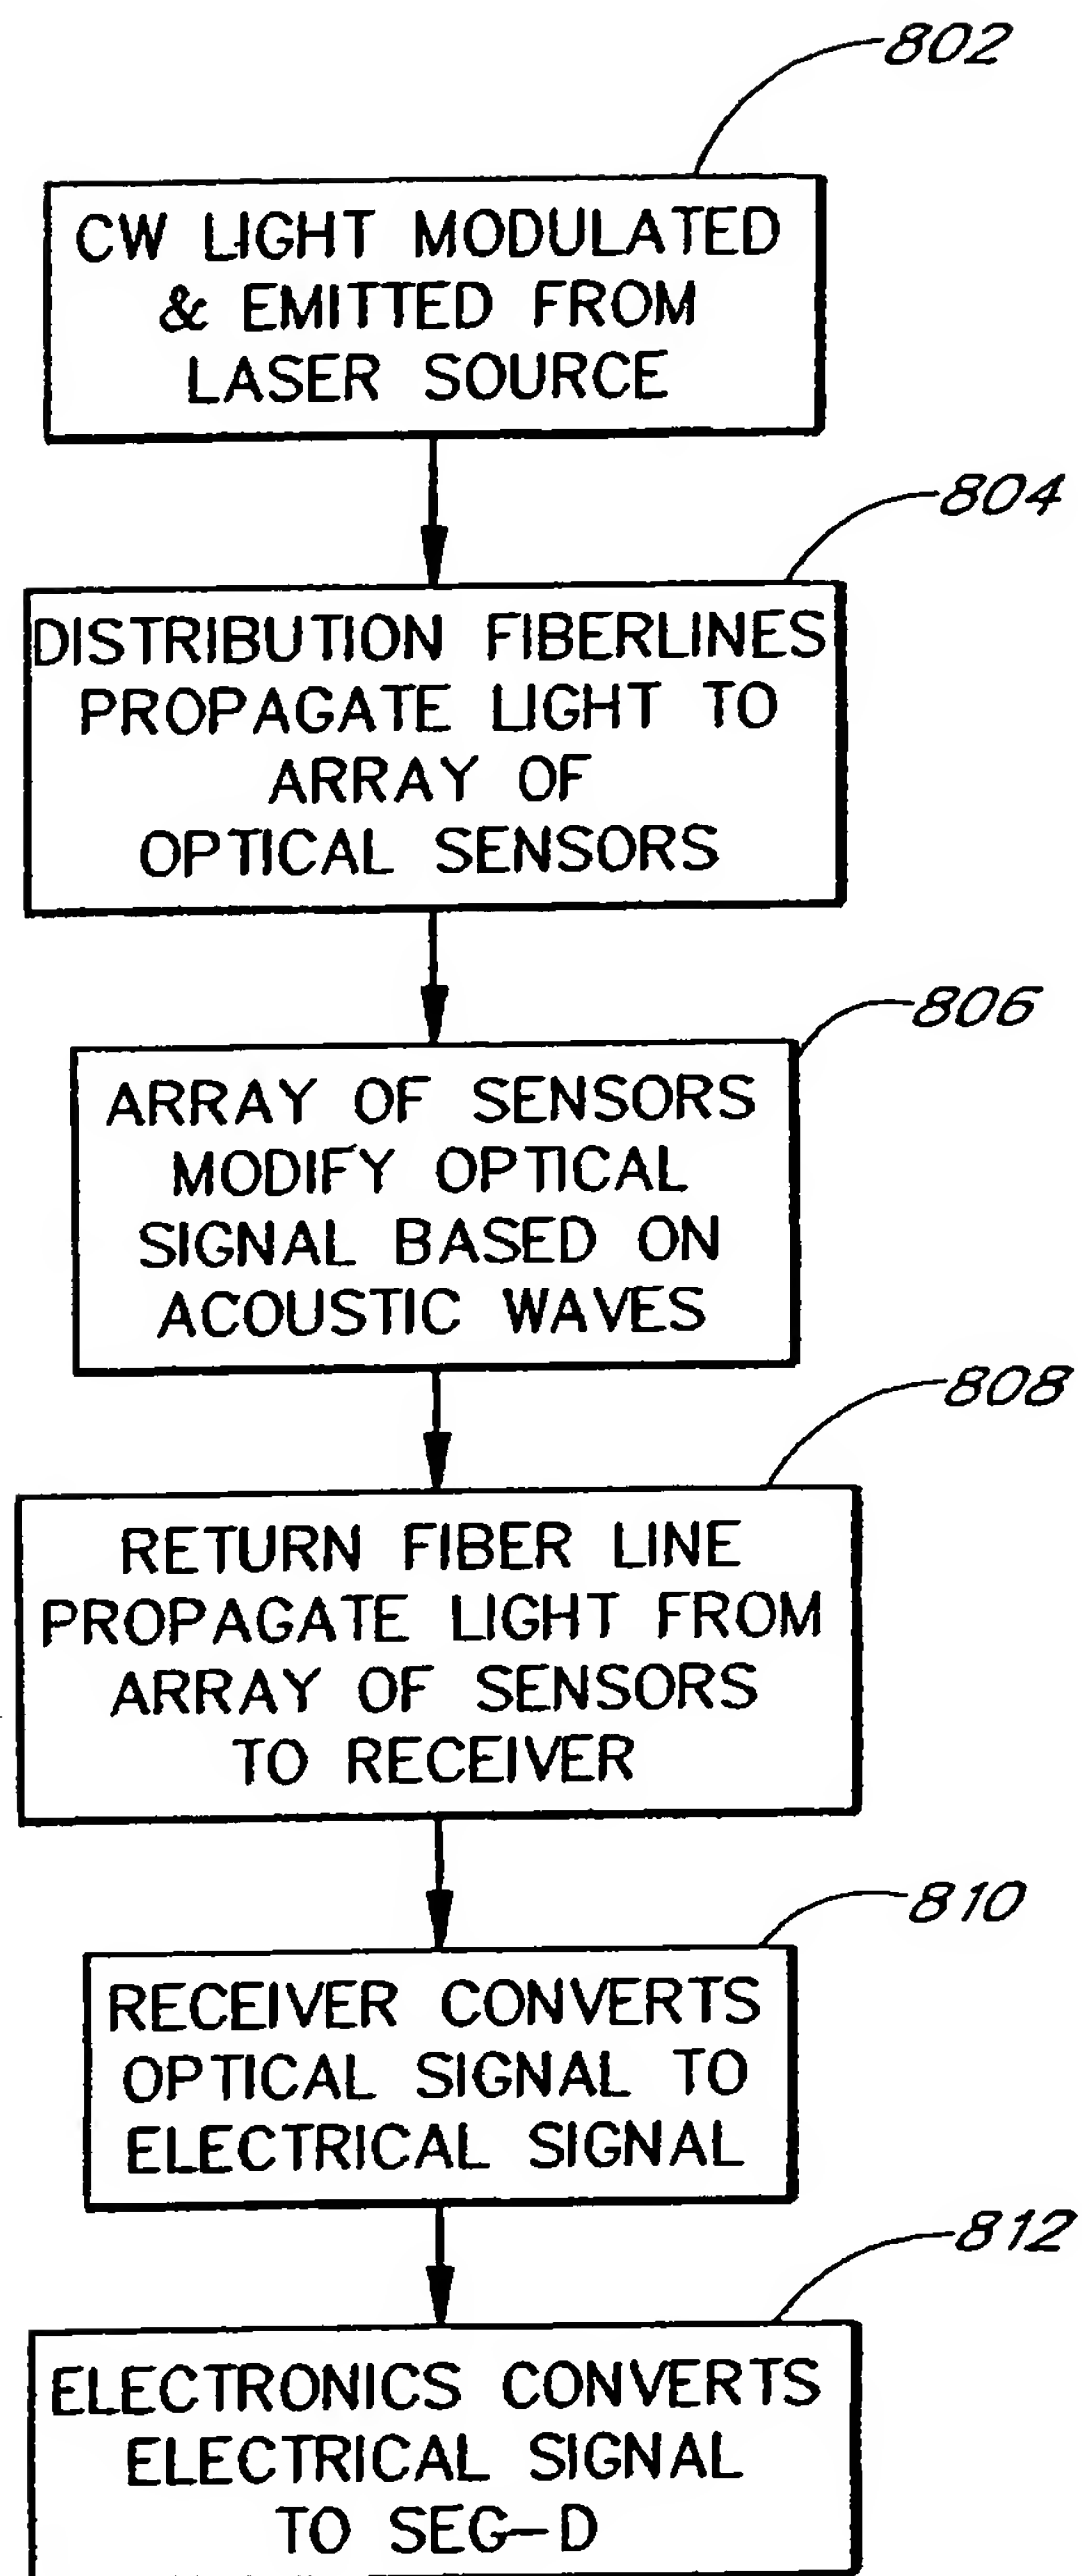 802
CW LIGHT MODULATED
& EMITTED FROM
LASER SOURCE
804
DISTRIBUTION FIBERLINES
PROPAGATE LIGHT TO
ARRAY OF
OPTICAL SENSORS
806
ARRAY OF SENSORS
MODIFY OPTICAL
SIGNAL BASED ON
ACOUSTIC WAVES
808
RETURN FIBER LINE
PROPAGATE LIGHT FROM
ARRAY OF SENSORS
TO RECEIVER
810
RECEIVER CONVERTS
OPTICAL SIGNAL TO
ELECTRICAL SIGNAL
812
ELECTRONICS CONVERTS
ELECTRICAL SIGNAL
TO SEG-D